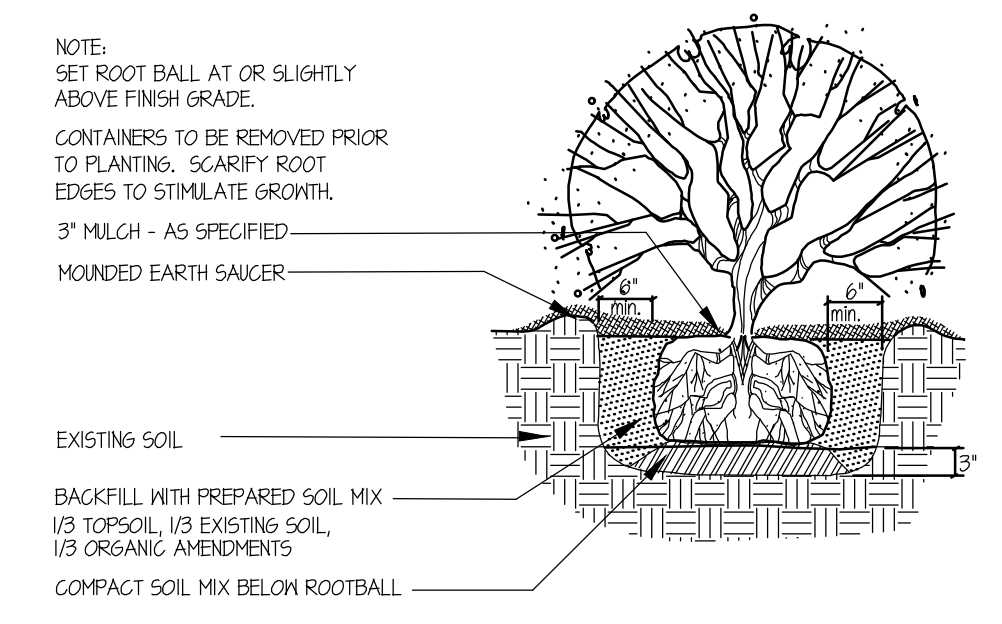 NOTE:
SET ROOT BALL AT OR SLIGHTLY
ABOVE FINISH GRADE.
CONTAINERS TO BE REMOVED PRIOR
TO PLANTING. SCARIFY ROOT
EDGES TO STIMULATE GROWTH.
3" MULCH - AS SPECIFIED
MOUNDED EARTH SAUCER
6"
min.
6"
min.
EXISTING SOIL
3"
BACKFILL WITH PREPARED SOIL MIX
1/3 TOPSOIL, 1/3 EXISTING SOIL,
1/3 ORGANIC AMENDMENTS
COMPACT SOIL MIX BELOW ROOTBALL